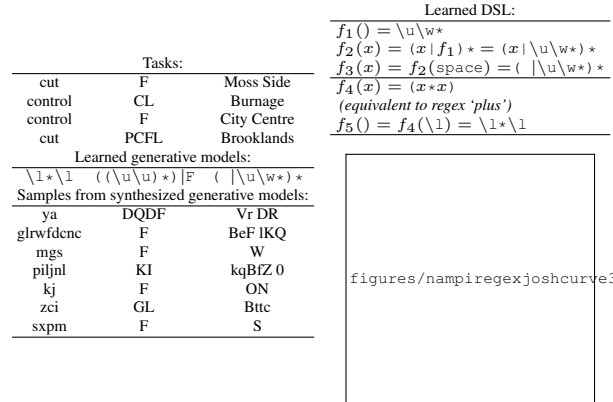 Tasks:
cut F Moss Side
control CL Burnage
control F City Centre
cut PCFL Brooklands
Learned generative models:
\l*\l ((\u\u)*)|F ( |\u\w*)*
Samples from synthesized generative models:
ya DQDF Vr DR
glrwfdcnc F BeF lKQ
mgs F W
piljnl KI kqBfZ 0
kj F ON
zci GL Bttc
sxpm F S
Learned DSL:
f₁() = \u\w*
f₂(x) = (x|f₁)* = (x|\u\w*)*
f₃(x) = f₂(space) = ( |\u\w*)*
f₄(x) = (x*x)
(equivalent to regex 'plus')
f₅() = f₄(\l) = \l*\l
figures/nampiregexjoshcurve3